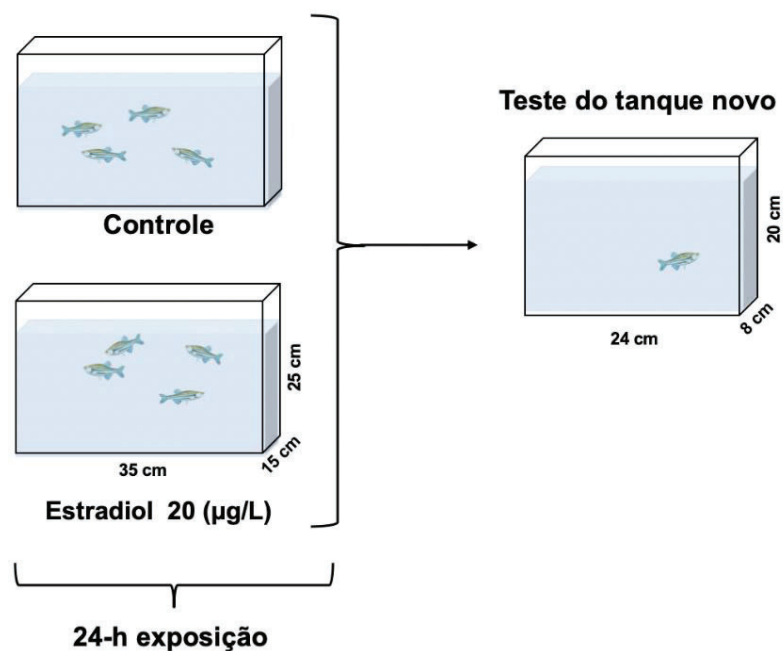 Controle
25 cm
15 cm
35 cm
Estradiol 20 (µg/L)
24-h exposição
Teste do tanque novo
20 cm
8 cm
24 cm